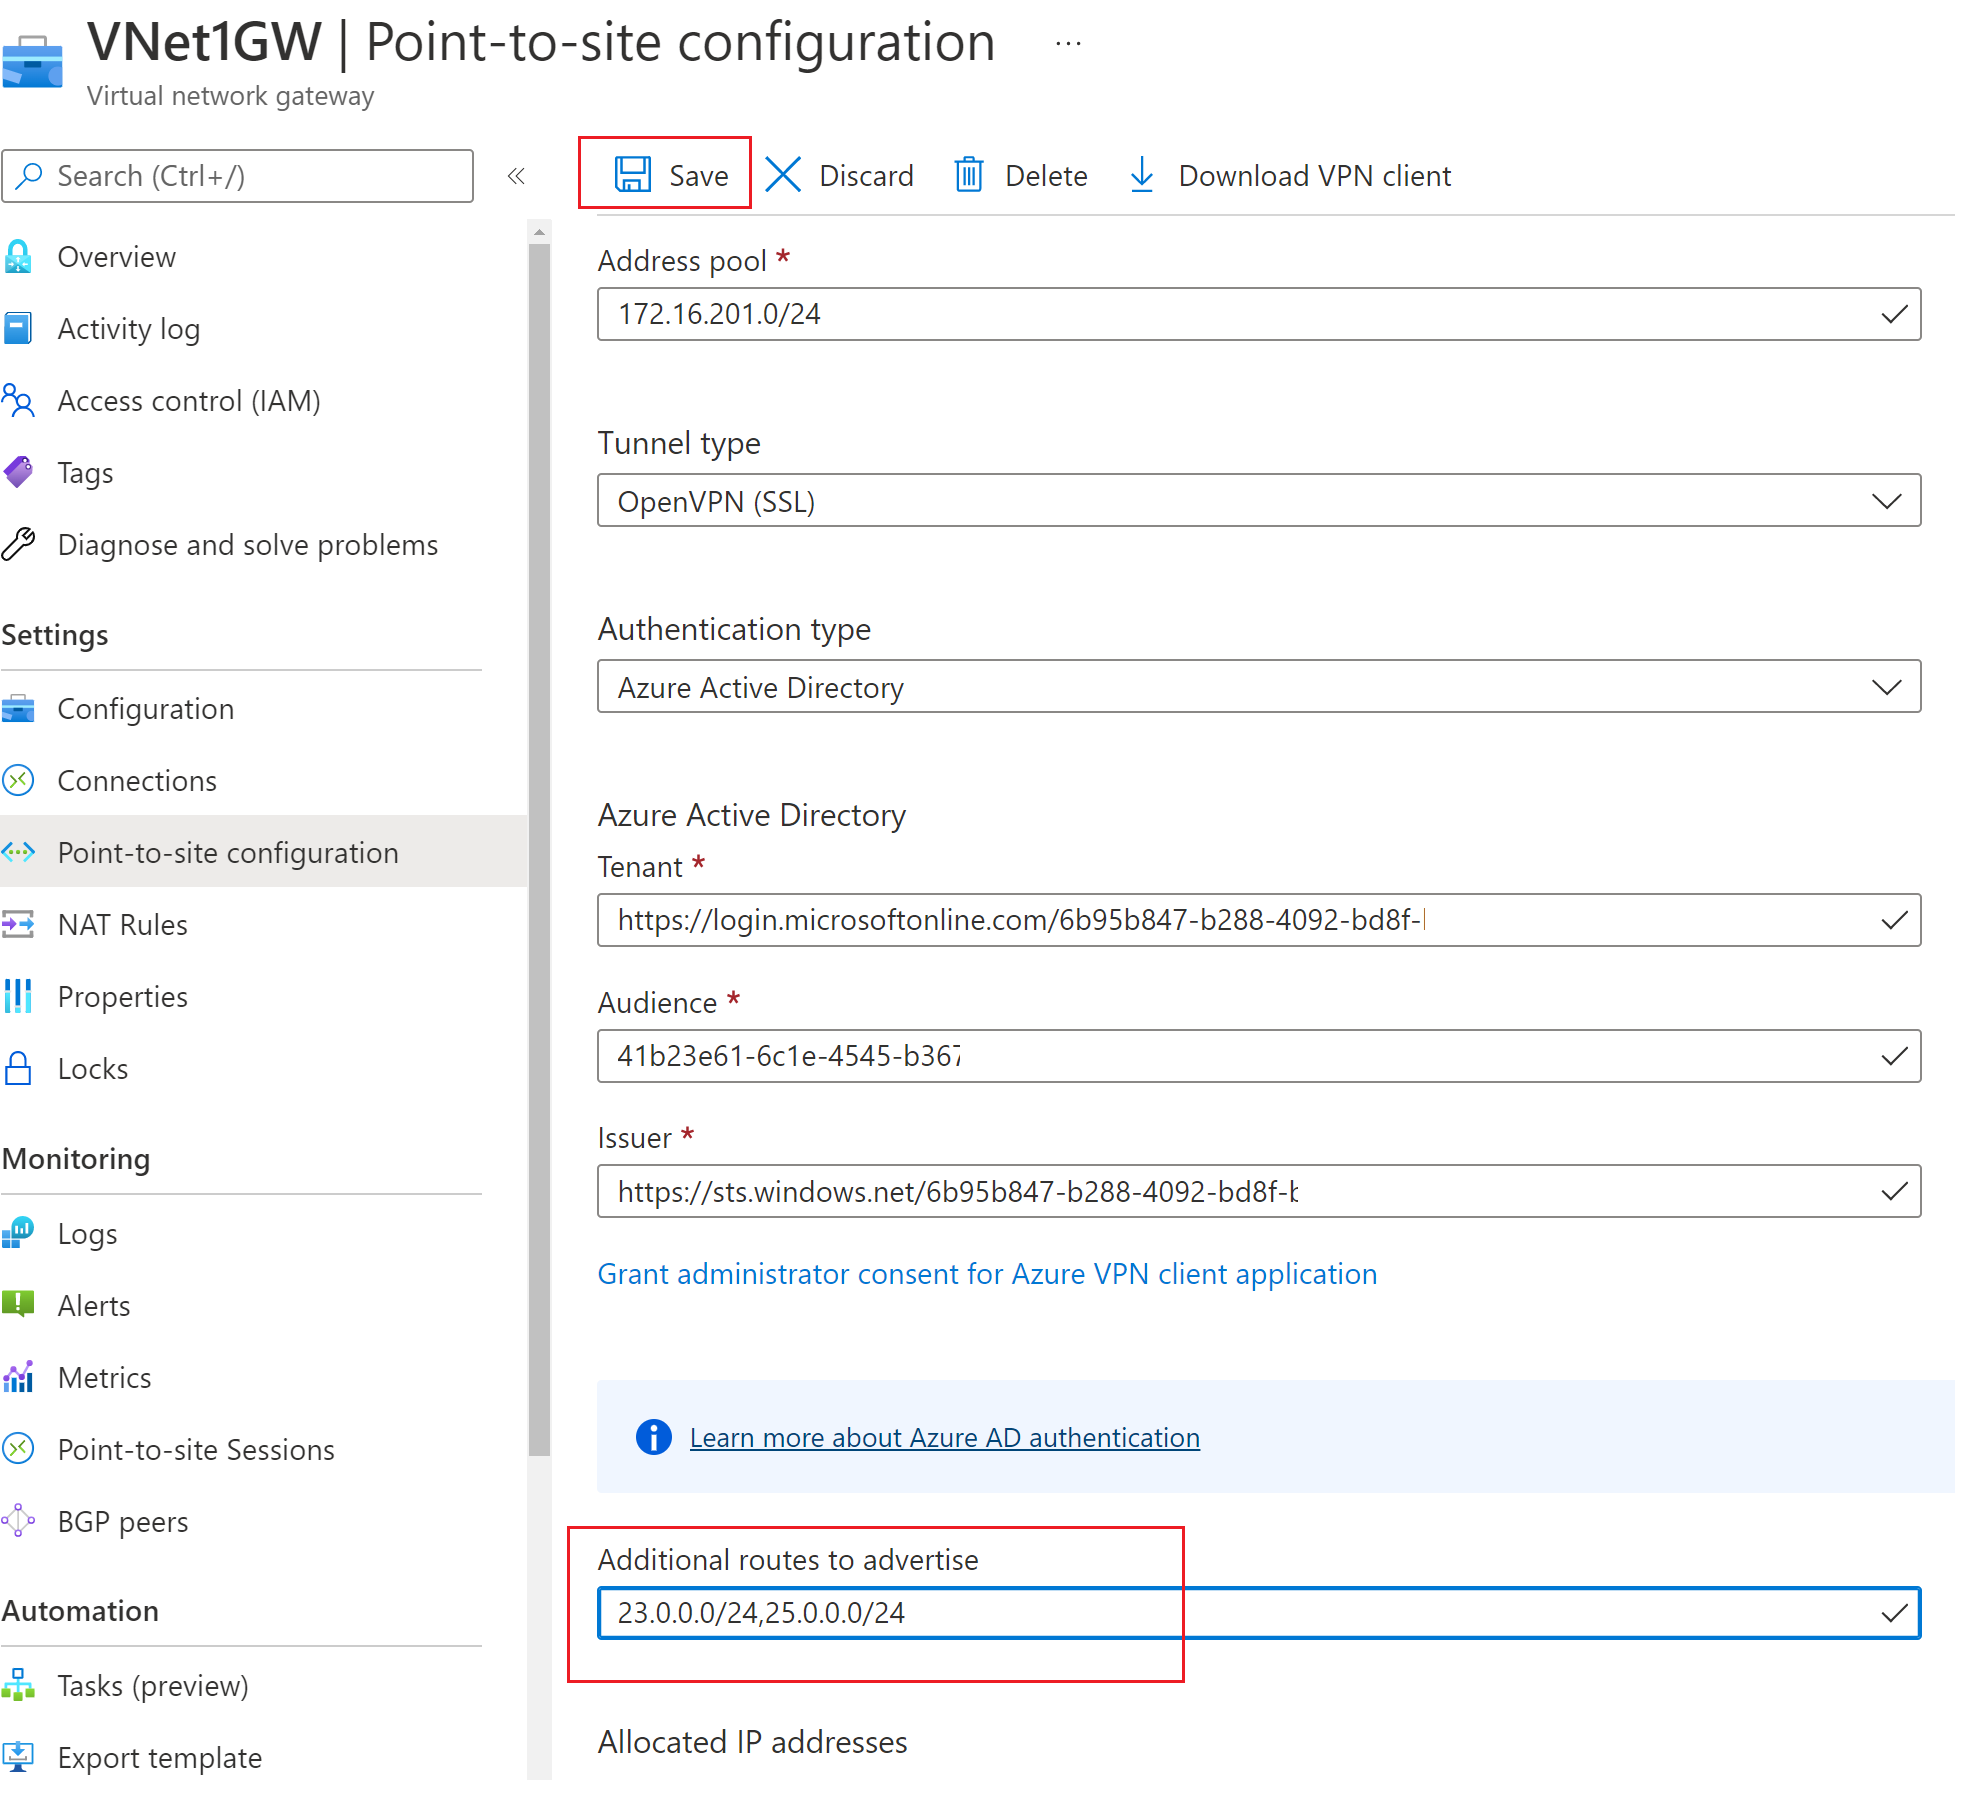 VNet1GW | Point-to-site configuration ...
Virtual network gateway
Search (Ctrl+/)
«
Save
Discard
Delete
Download VPN client
Overview
Activity log
Access control (IAM)
Tags
Diagnose and solve problems
Settings
Configuration
Connections
Point-to-site configuration
NAT Rules
Properties
Locks
Monitoring
Logs
Alerts
Metrics
Point-to-site Sessions
BGP peers
Automation
Tasks (preview)
Export template
Address pool *
172.16.201.0/24
Tunnel type
OpenVPN (SSL)
Authentication type
Azure Active Directory
Azure Active Directory
Tenant *
https://login.microsoftonline.com/6b95b847-b288-4092-bd8f-
Audience *
41b23e61-6c1e-4545-b367
Issuer *
https://sts.windows.net/6b95b847-b288-4092-bd8f-b
Grant administrator consent for Azure VPN client application
Learn more about Azure AD authentication
Additional routes to advertise
23.0.0.0/24,25.0.0.0/24
Allocated IP addresses